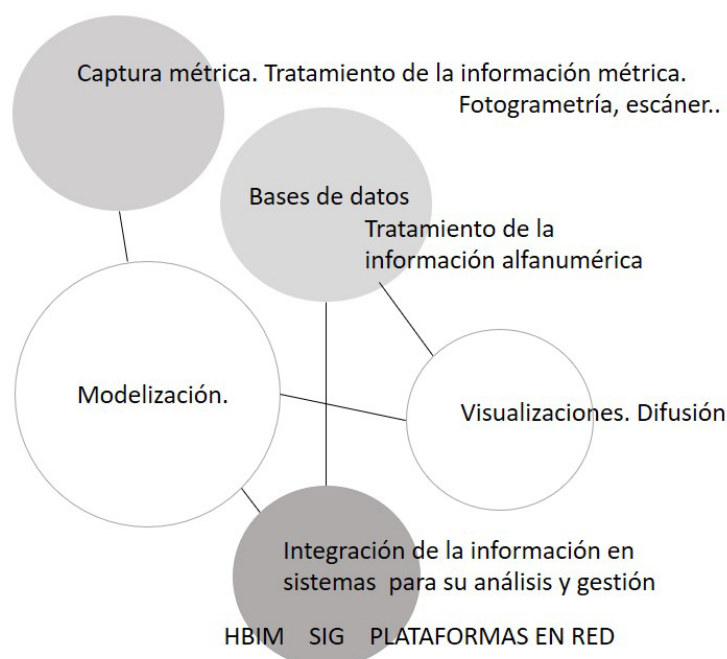 Captura métrica. Tratamiento de la información métrica.
Fotogrametría, escáner..
Bases de datos
Tratamiento de la
información alfanumérica
Modelización.
Visualizaciones. Difusión
Integración de la información en
sistemas para su análisis y gestión
HBIM SIG PLATAFORMAS EN RED